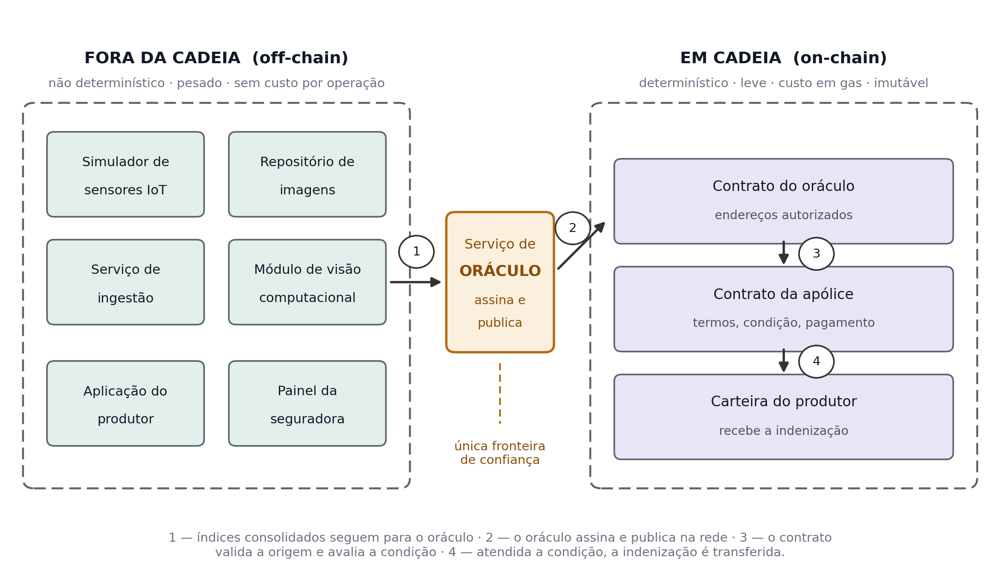 FORA DA CADEIA (off-chain)
não determinístico · pesado · sem custo por operação
Simulador de
sensores IoT
Repositório de
imagens
Serviço de
ingestão
Módulo de visão
computacional
Aplicação do
produtor
Painel da
seguradora
1
Serviço de
ORÁCULO
assina e
publica
única fronteira
de confiança
2
EM CADEIA (on-chain)
determinístico · leve · custo em gas · imutável
Contrato do oráculo
endereços autorizados
3
Contrato da apólice
termos, condição, pagamento
4
Carteira do produtor
recebe a indenização
1 — índices consolidados seguem para o oráculo · 2 — o oráculo assina e publica na rede · 3 — o contrato
valida a origem e avalia a condição · 4 — atendida a condição, a indenização é transferida.